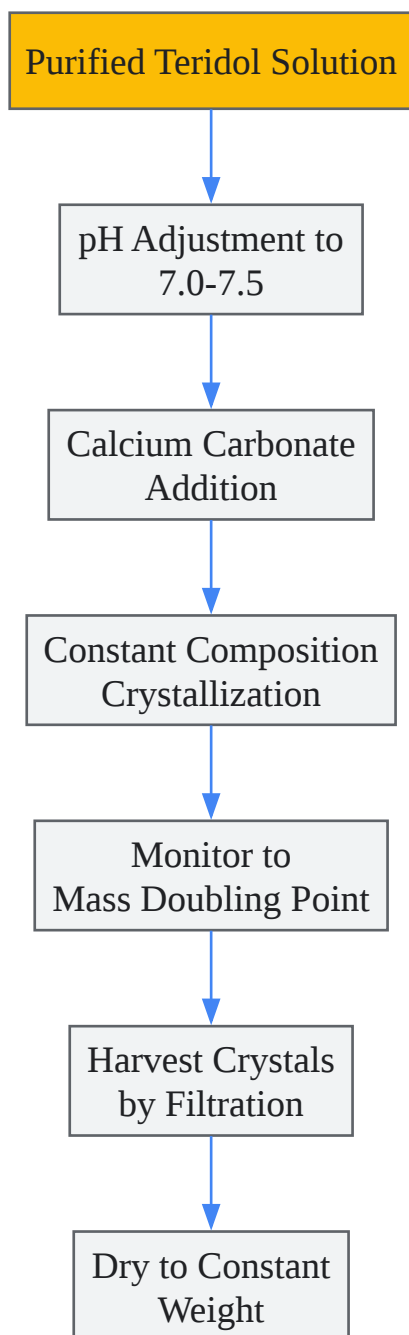 Purified Teridol Solution
pH Adjustment to
7.0-7.5
Calcium Carbonate
Addition
Constant Composition
Crystallization
Monitor to
Mass Doubling Point
Harvest Crystals
by Filtration
Dry to Constant
Weight